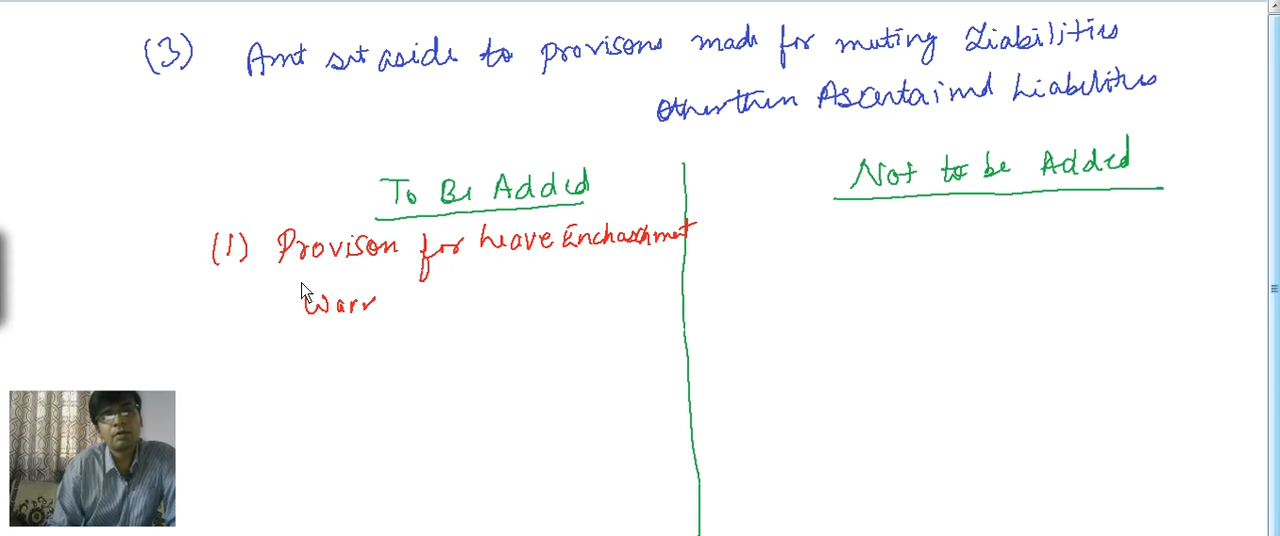 (3) Amt set aside to provisons made for meeting Liabilities
Other then Ascertained Liabilities
To Be Added
Not to be Added
(1) Provison for Leave Enchashment
Warr